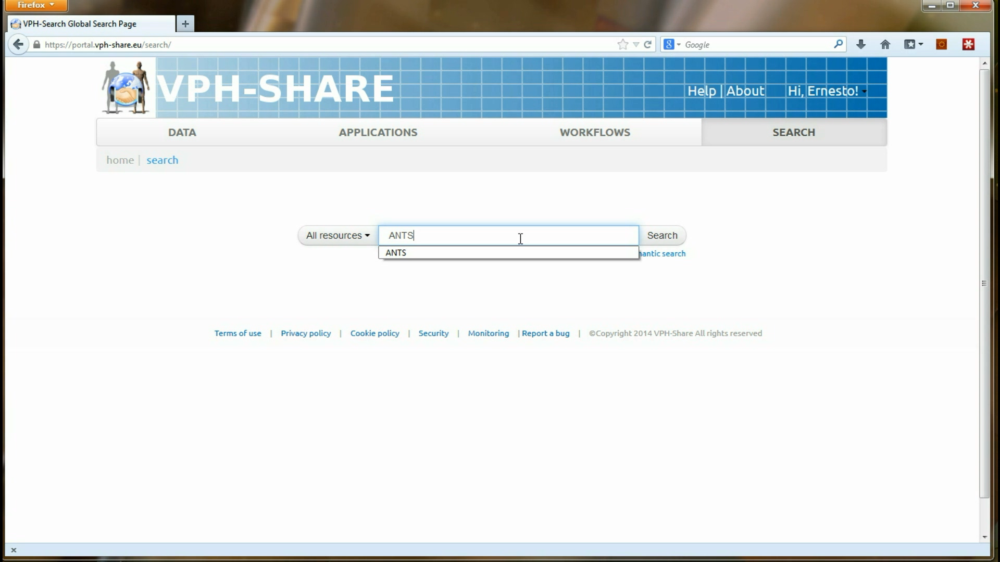 Firefox
VPH-Search Global Search Page
https://portal.vph-share.eu/search/
Google
VPH-SHARE
Help | About
Hi, Ernesto!
DATA
APPLICATIONS
WORKFLOWS
SEARCH
home | search
All resources
ANTS
Search
ANTS
antic search
Terms of use | Privacy policy | Cookie policy | Security | Monitoring | Report a bug | ©Copyright 2014 VPH-Share All rights reserved